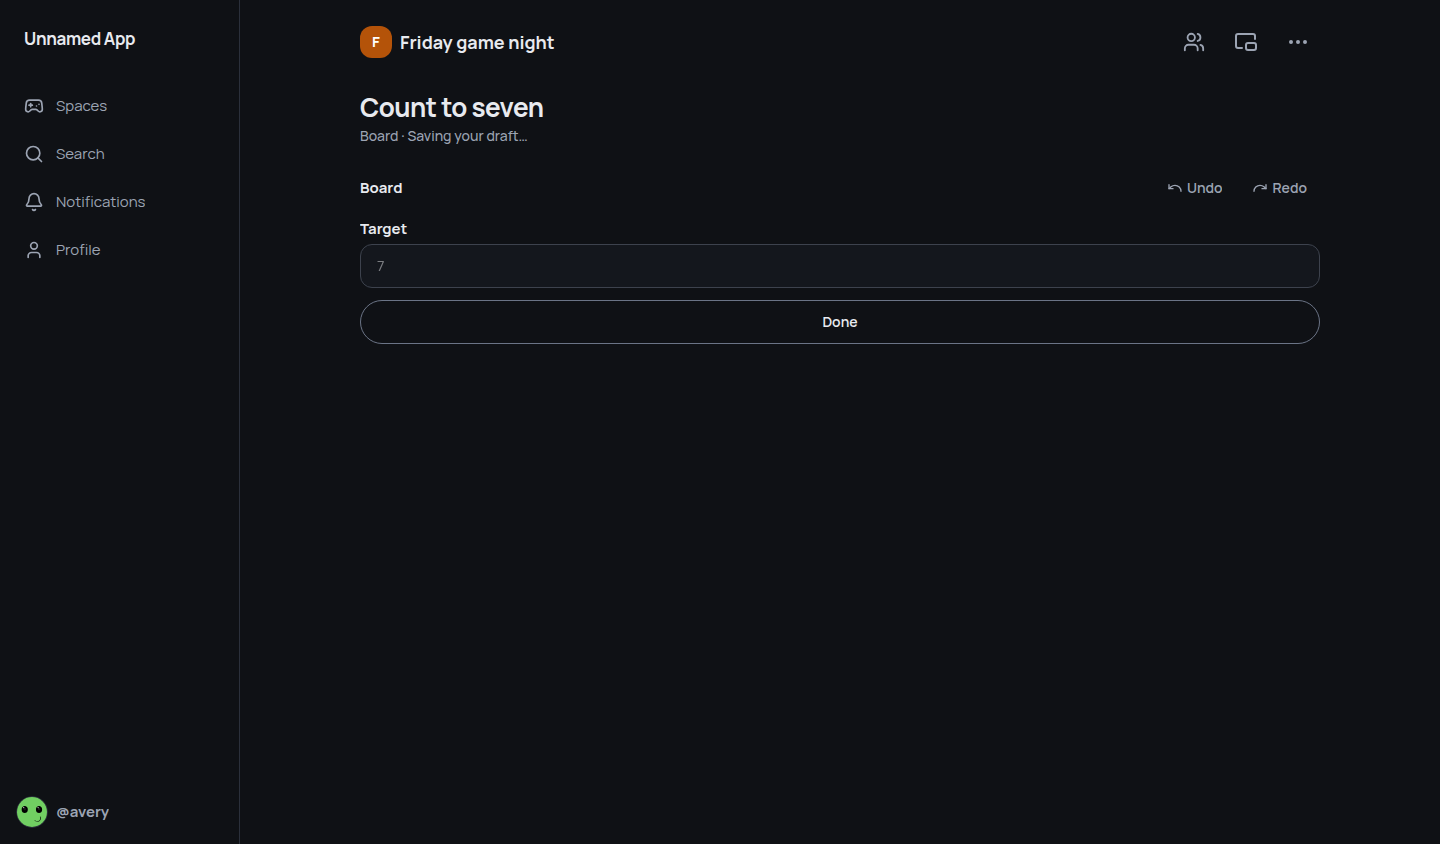 Unnamed App
Spaces
Search
Notifications
Profile
@avery
F Friday game night
Count to seven
Board · Saving your draft…
Board
Undo Redo
Target
7
Done